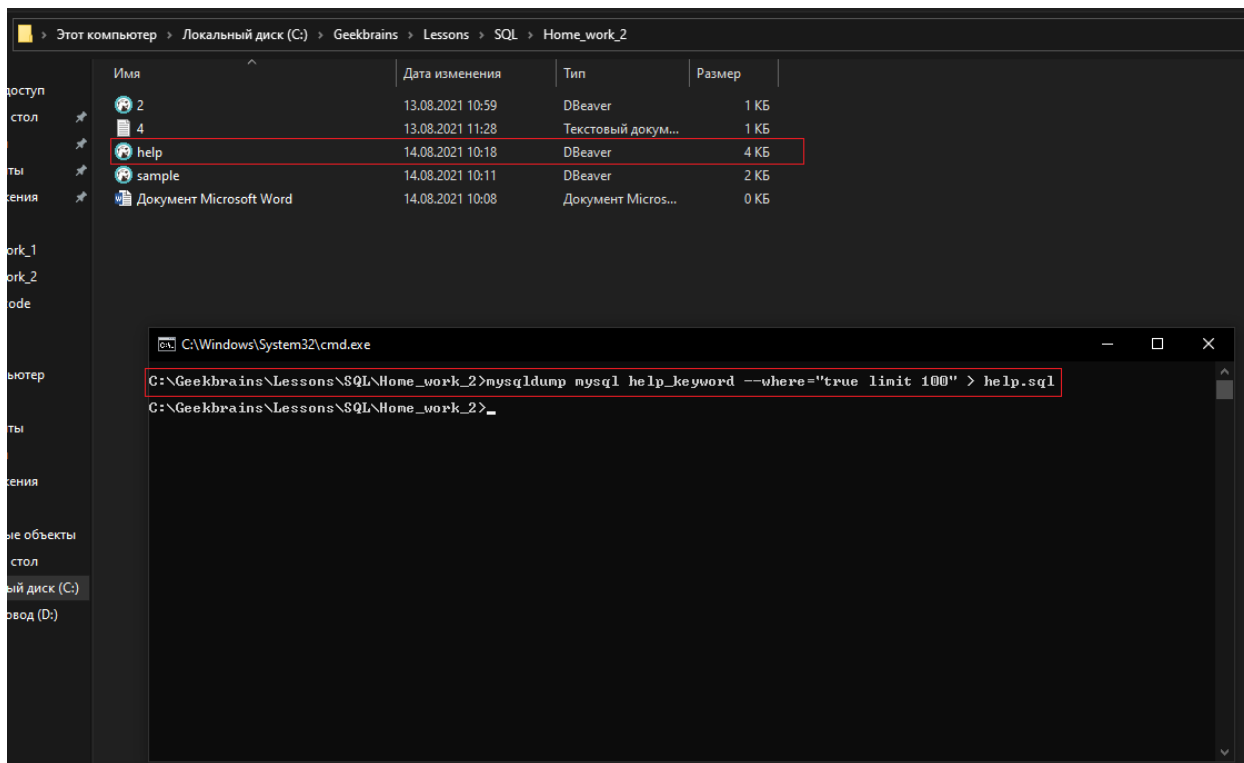 Этот компьютер › Локальный диск (C:) › Geekbrains › Lessons › SQL › Home_work_2
Имя Дата изменения Тип Размер
доступ
2 13.08.2021 10:59 DBeaver 1 КБ
стол
4 13.08.2021 11:28 Текстовый докум... 1 КБ
help 14.08.2021 10:18 DBeaver 4 КБ
ты
sample 14.08.2021 10:11 DBeaver 2 КБ
жения
Документ Microsoft Word 14.08.2021 10:08 Документ Micros... 0 КБ
ork_1
ork_2
ode
C:\Windows\System32\cmd.exe
ьютер
C:\Geekbrains\Lessons\SQL\Home_work_2>mysqldump mysql help_keyword --where="true limit 100" > help.sql
C:\Geekbrains\Lessons\SQL\Home_work_2>_
ты
жения
ые объекты
стол
ый диск (C:)
овод (D:)